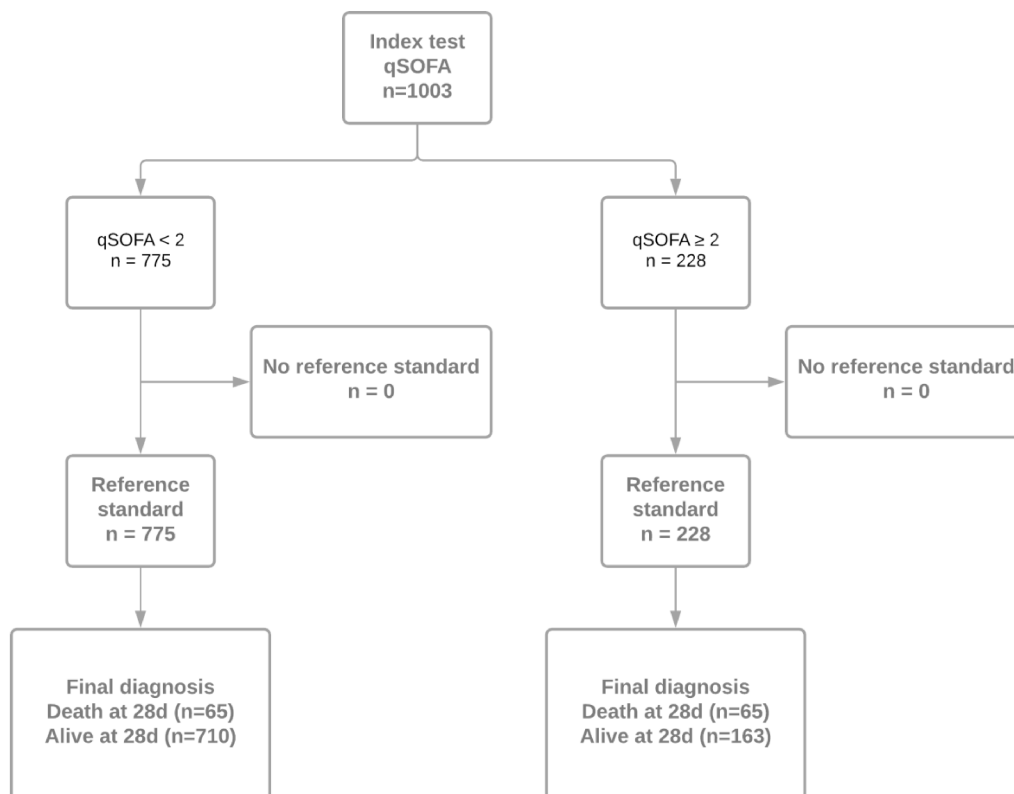 Index test
qSOFA
n=1003
qSOFA < 2
n = 775
qSOFA ≥ 2
n = 228
No reference standard
n = 0
No reference standard
n = 0
Reference
standard
n = 775
Reference
standard
n = 228
Final diagnosis
Death at 28d (n=65)
Alive at 28d (n=710)
Final diagnosis
Death at 28d (n=65)
Alive at 28d (n=163)